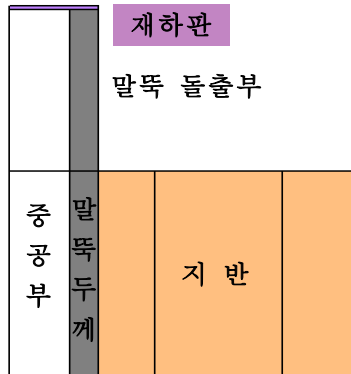 재하판
말뚝 돌출부
중공부
말뚝두께
지 반